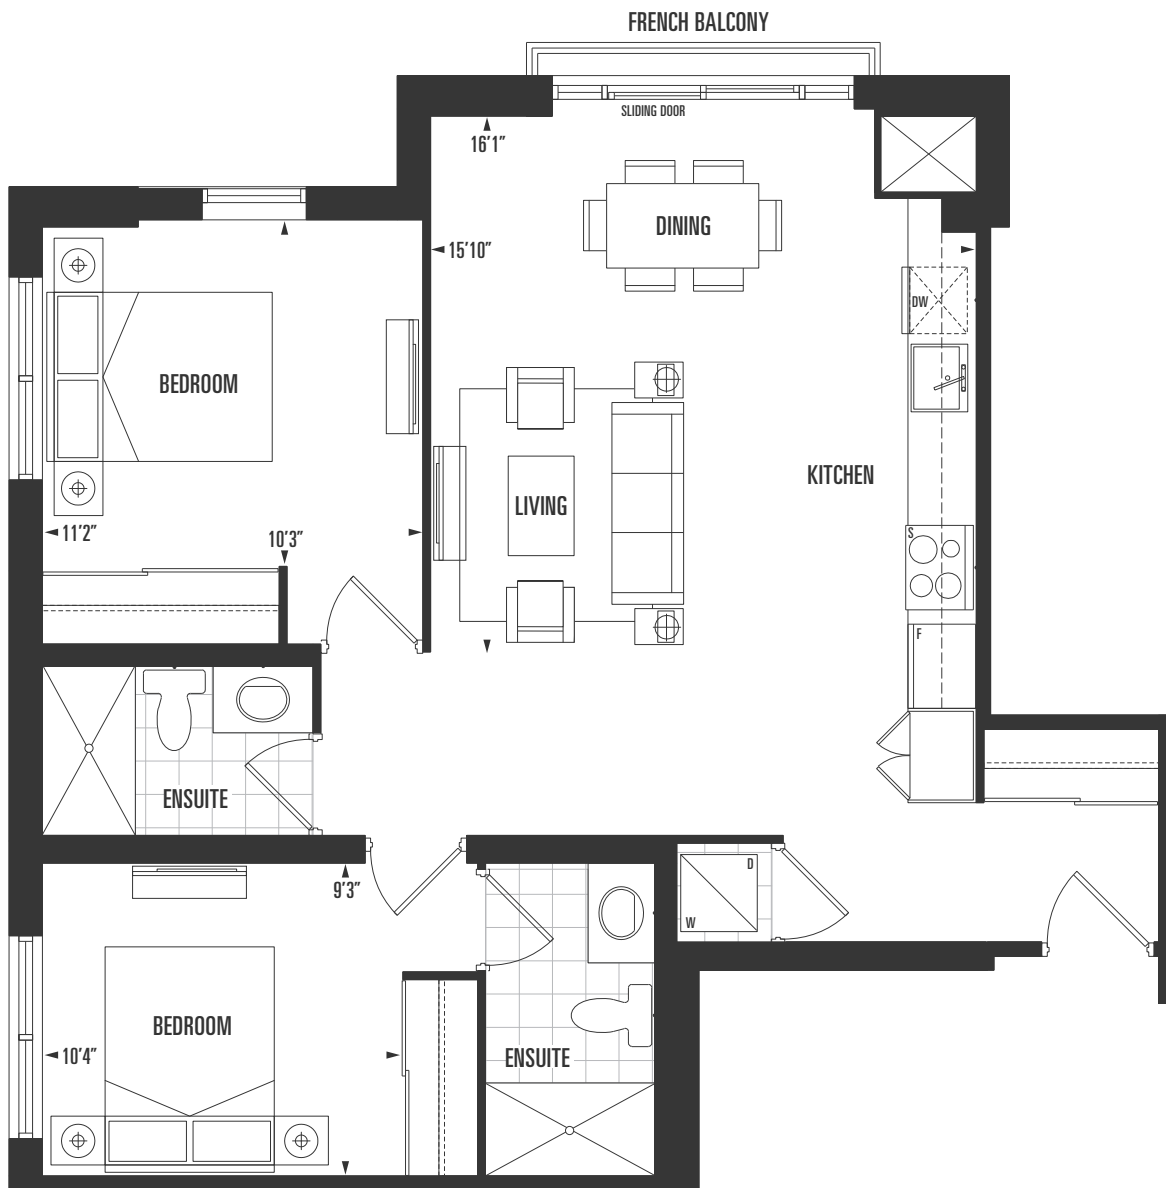 FRENCH BALCONY
SLIDING DOOR
16'1"
DINING
15'10"
DW
BEDROOM
KITCHEN
LIVING
11'2"
10'3"
S
F
ENSUITE
9'3"
D
W
BEDROOM
10'4"
ENSUITE